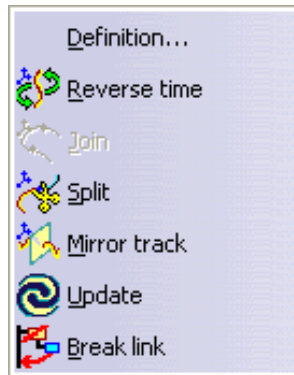 Definition...
Reverse time
Join
Split
Mirror track
Update
Break link